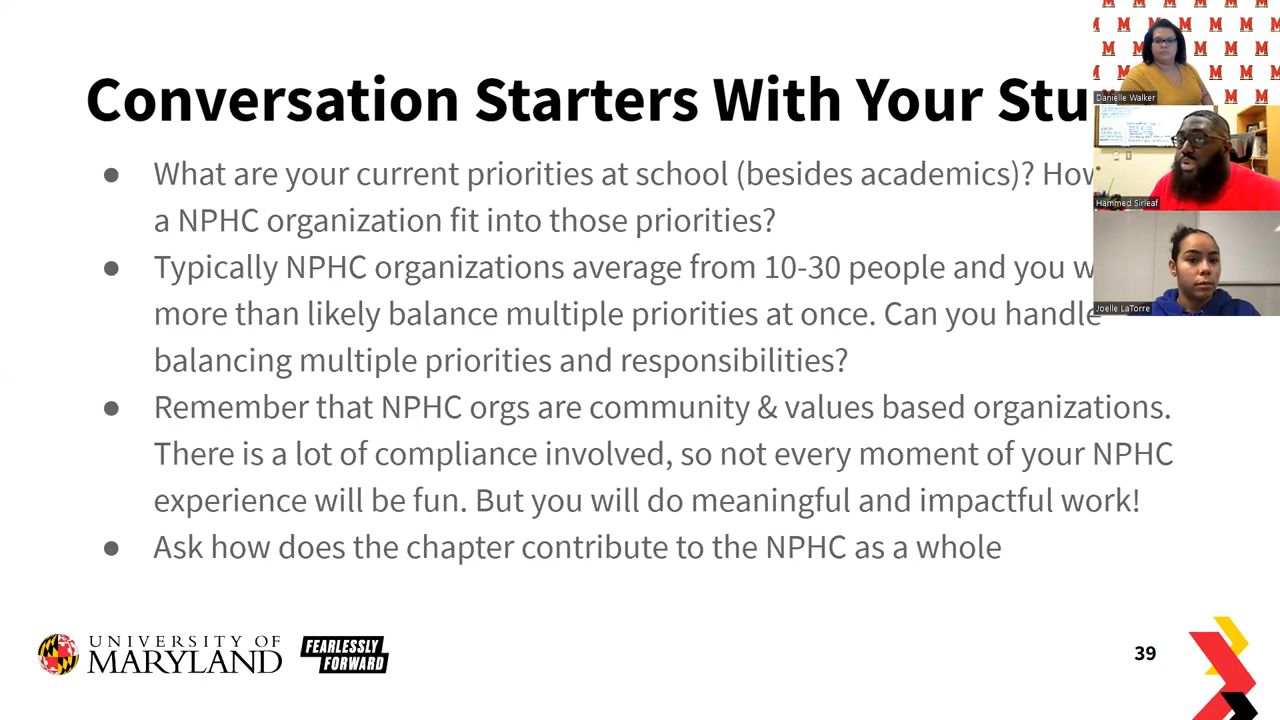 Conversation Starters With Your Stu
● What are your current priorities at school (besides academics)? How
a NPHC organization fit into those priorities?
● Typically NPHC organizations average from 10-30 people and you w
more than likely balance multiple priorities at once. Can you handle
balancing multiple priorities and responsibilities?
● Remember that NPHC orgs are community & values based organizations.
There is a lot of compliance involved, so not every moment of your NPHC
experience will be fun. But you will do meaningful and impactful work!
● Ask how does the chapter contribute to the NPHC as a whole
Danielle Walker
Hammed Sirleaf
Joelle LaTorre
UNIVERSITY OF
MARYLAND
FEARLESSLY
FORWARD
39